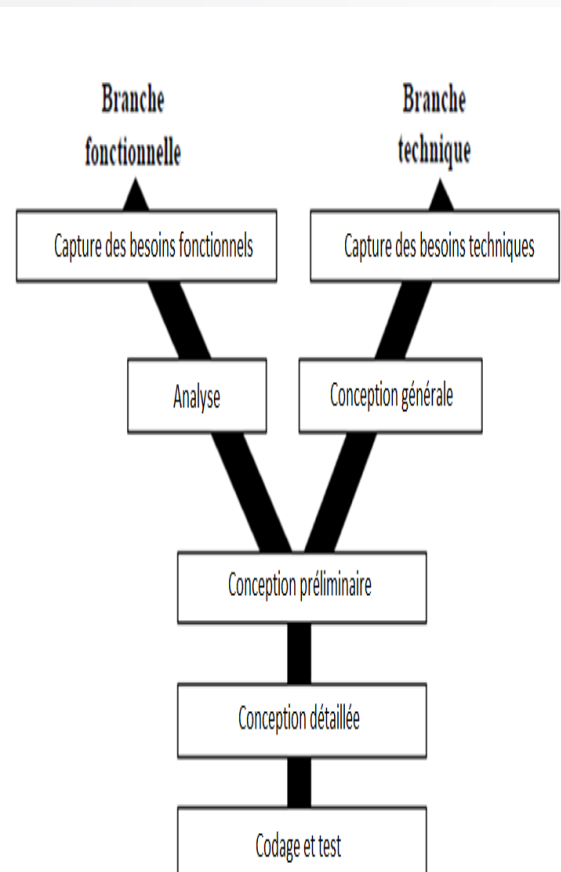 Branche
fonctionnelle
Branche
technique
Capture des besoins fonctionnels
Capture des besoins techniques
Analyse
Conception générale
Conception préliminaire
Conception détaillée
Codage et test